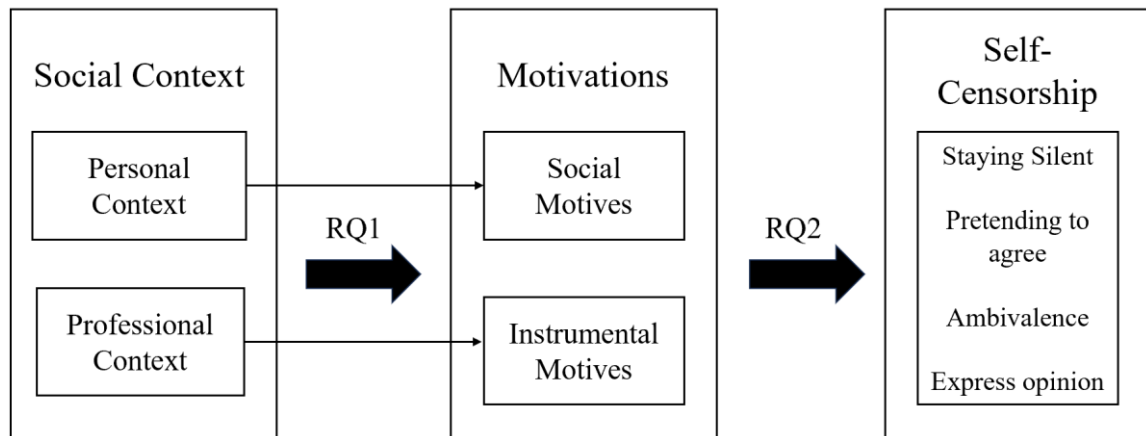 Social Context
Personal
Context
Professional
Context
RQ1
Motivations
Social
Motives
Instrumental
Motives
RQ2
Self-
Censorship
Staying Silent
Pretending to
agree
Ambivalence
Express opinion